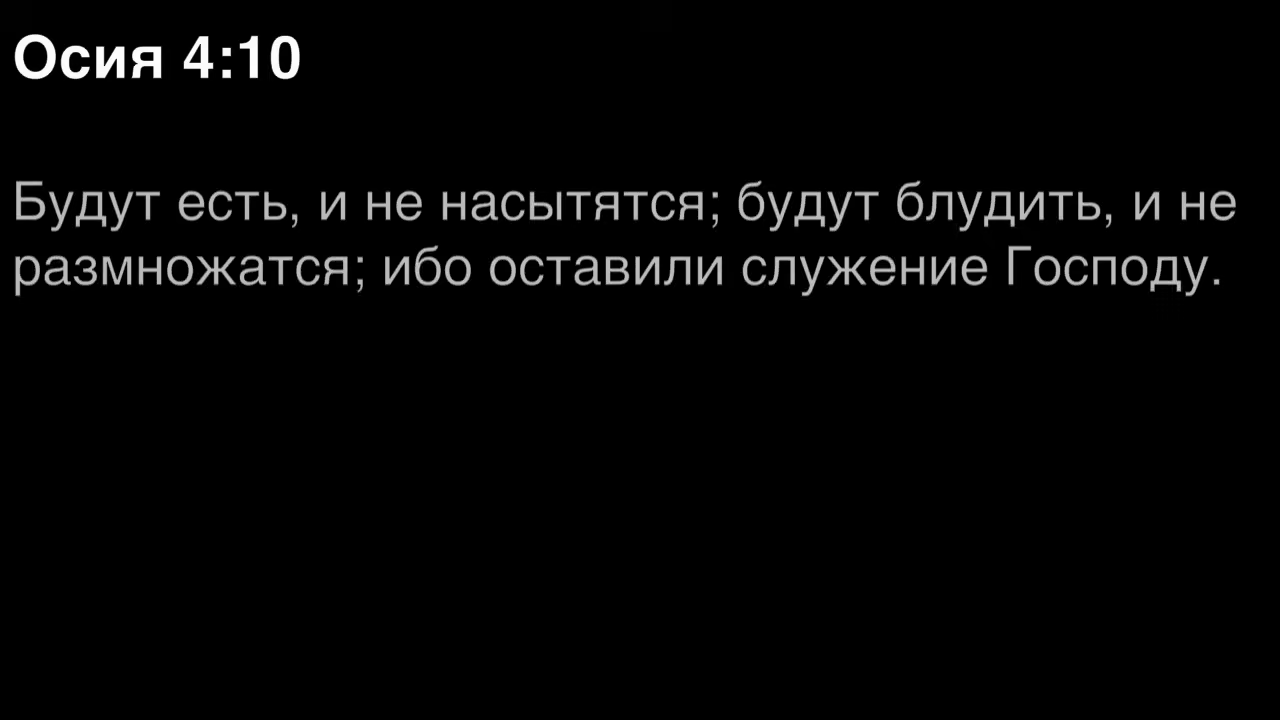 Осия 4:10
Будут есть, и не насытятся; будут блудить, и не
размножатся; ибо оставили служение Господу.